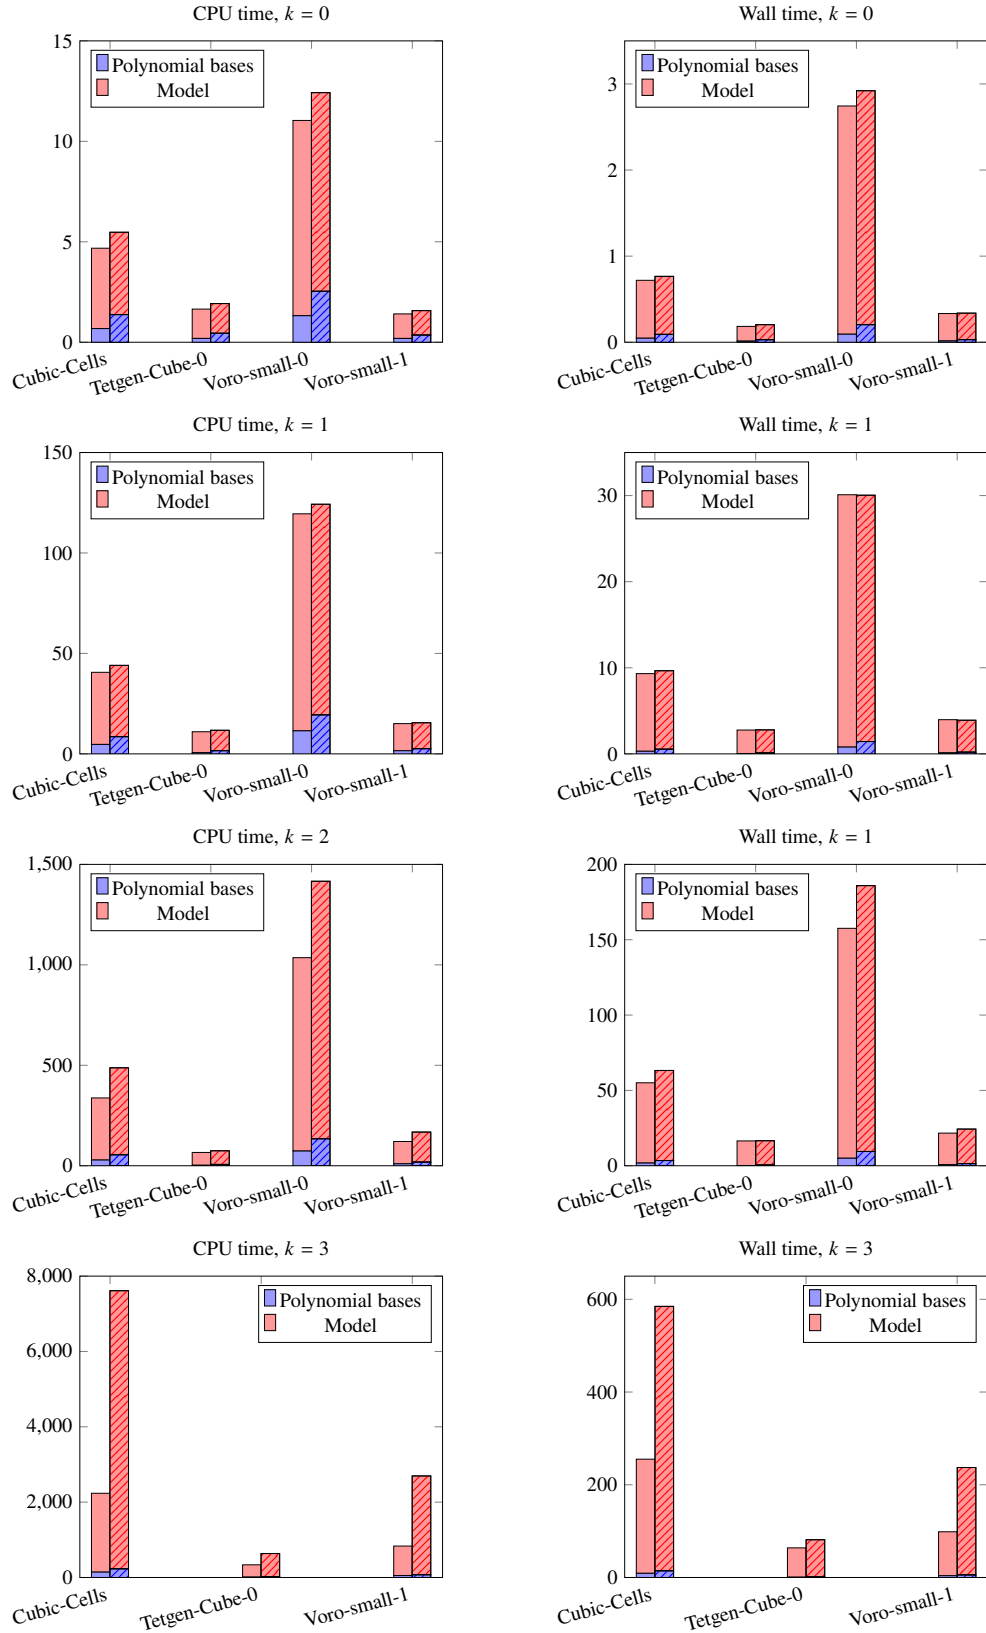 CPU time, k = 0
15
10
5
0
Polynomial bases
Model
Cubic-Cells
Tetgen-Cube-0
Voro-small-0
Voro-small-1
Wall time, k = 0
3
2
1
0
Polynomial bases
Model
Cubic-Cells
Tetgen-Cube-0
Voro-small-0
Voro-small-1
CPU time, k = 1
150
100
50
0
Polynomial bases
Model
Cubic-Cells
Tetgen-Cube-0
Voro-small-0
Voro-small-1
Wall time, k = 1
30
20
10
0
Polynomial bases
Model
Cubic-Cells
Tetgen-Cube-0
Voro-small-0
Voro-small-1
CPU time, k = 2
1,500
1,000
500
0
Polynomial bases
Model
Cubic-Cells
Tetgen-Cube-0
Voro-small-0
Voro-small-1
Wall time, k = 1
200
150
100
50
0
Polynomial bases
Model
Cubic-Cells
Tetgen-Cube-0
Voro-small-0
Voro-small-1
CPU time, k = 3
8,000
6,000
4,000
2,000
0
Polynomial bases
Model
Cubic-Cells
Tetgen-Cube-0
Voro-small-1
Wall time, k = 3
600
400
200
0
Polynomial bases
Model
Cubic-Cells
Tetgen-Cube-0
Voro-small-1